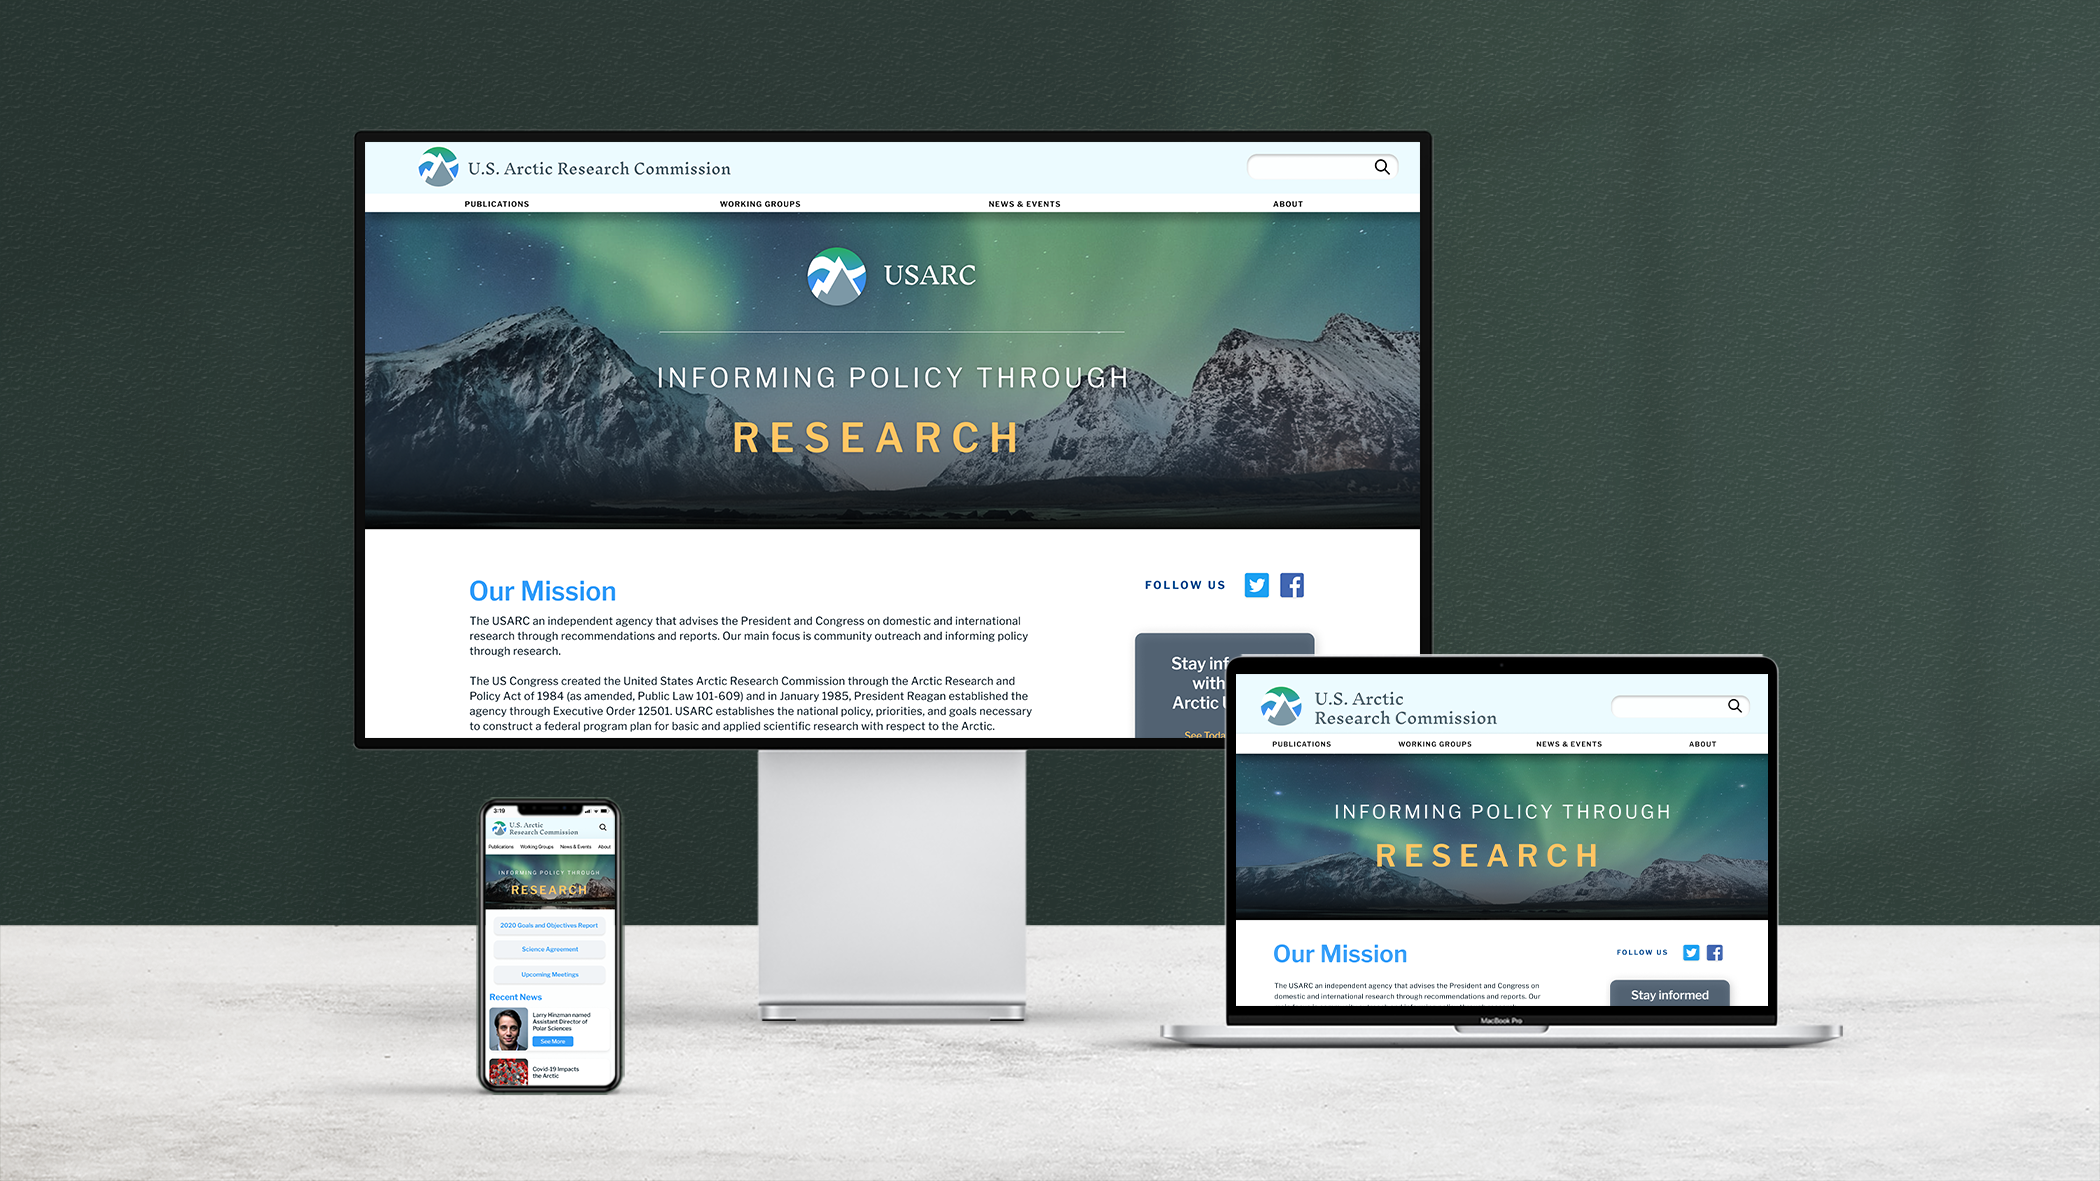 U.S. Arctic Research Commission
PUBLICATIONS
WORKING GROUPS
NEWS & EVENTS
ABOUT
USARC
INFORMING POLICY THROUGH
RESEARCH
Our Mission
The USARC an independent agency that advises the President and Congress on domestic and international
research through recommendations and reports. Our main focus is community outreach and informing policy
through research.
The US Congress created the United States Arctic Research Commission through the Arctic Research and
Policy Act of 1984 (as amended, Public Law 101-609) and in January 1985, President Reagan established the
agency through Executive Order 12501. USARC establishes the national policy, priorities, and goals necessary
to construct a federal program plan for basic and applied scientific research with respect to the Arctic.
FOLLOW US
Stay inf
with
Arctic
See Toda
3:19
U.S. Arctic
Research Commission
Publications
Working Groups
News & Events
About
INFORMING POLICY THROUGH
RESEARCH
2020 Goals and Objectives Report
Science Agreement
Upcoming Meetings
Recent News
Larry Hinzman named
Assistant Director of
Polar Sciences
See More
Covid-19 Impacts
the Arctic
U.S. Arctic
Research Commission
PUBLICATIONS
WORKING GROUPS
NEWS & EVENTS
ABOUT
INFORMING POLICY THROUGH
RESEARCH
Our Mission
The USARC an independent agency that advises the President and Congress on
domestic and international research through recommendations and reports. Our
FOLLOW US
Stay informed
MacBook Pro